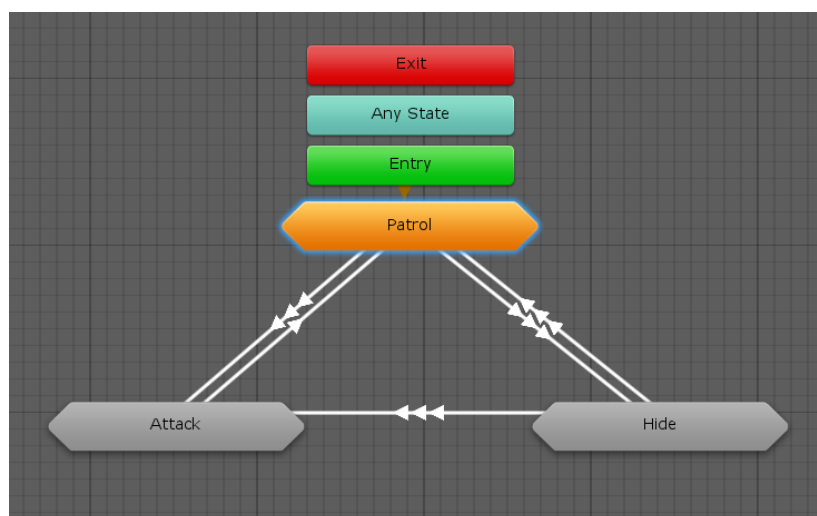 Exit
Any State
Entry
Patrol
Attack
Hide